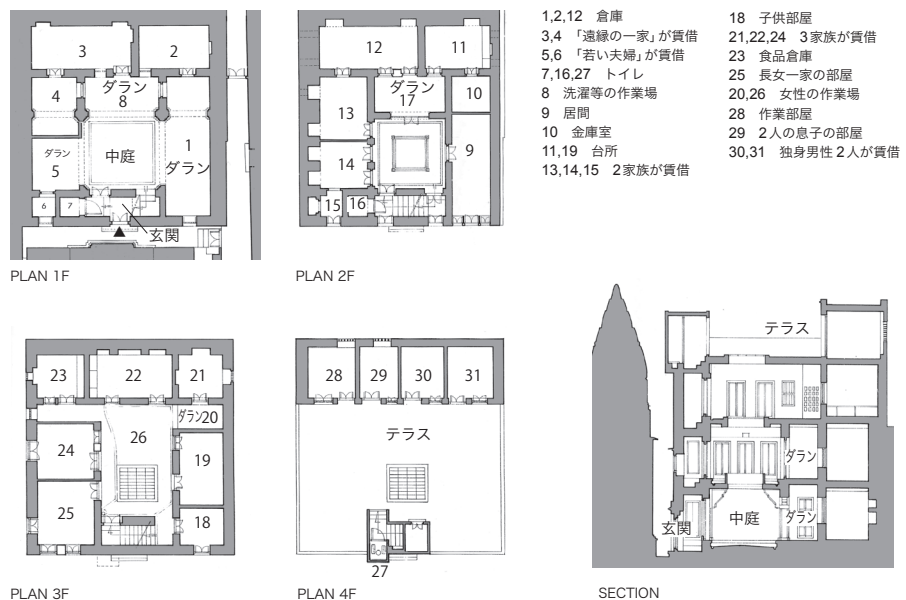 1,2,12 倉庫
3,4 「遠縁の一家」が賃借
5,6 「若い夫婦」が賃借
7,16,27 トイレ
8 洗濯等の作業場
9 居間
10 金庫室
11,19 台所
13,14,15 2家族が賃借
18 子供部屋
21,22,24 3家族が賃借
23 食品倉庫
25 長女一家の部屋
20,26 女性の作業場
28 作業部屋
29 2人の息子の部屋
30,31 独身男性2人が賃借
3
2
ダラン
8
4
1
ダラン
中庭
ダラン
5
6
7
玄関
PLAN 1F
12
11
ダラン
17
10
13
9
14
15
16
PLAN 2F
23
22
21
ダラン20
26
24
19
25
18
PLAN 3F
28
29
30
31
テラス
27
PLAN 4F
テラス
ダラン
玄関
中庭
ダラン
SECTION